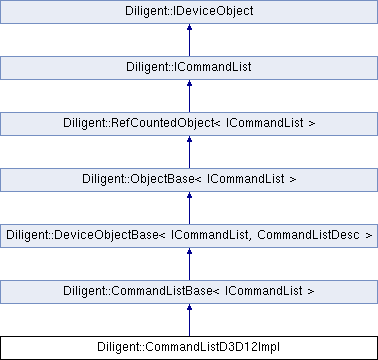 Diligent::IDeviceObject
Diligent::ICommandList
Diligent::RefCountedObject< ICommandList >
Diligent::ObjectBase< ICommandList >
Diligent::DeviceObjectBase< ICommandList, CommandListDesc >
Diligent::CommandListBase< ICommandList >
Diligent::CommandListD3D12Impl